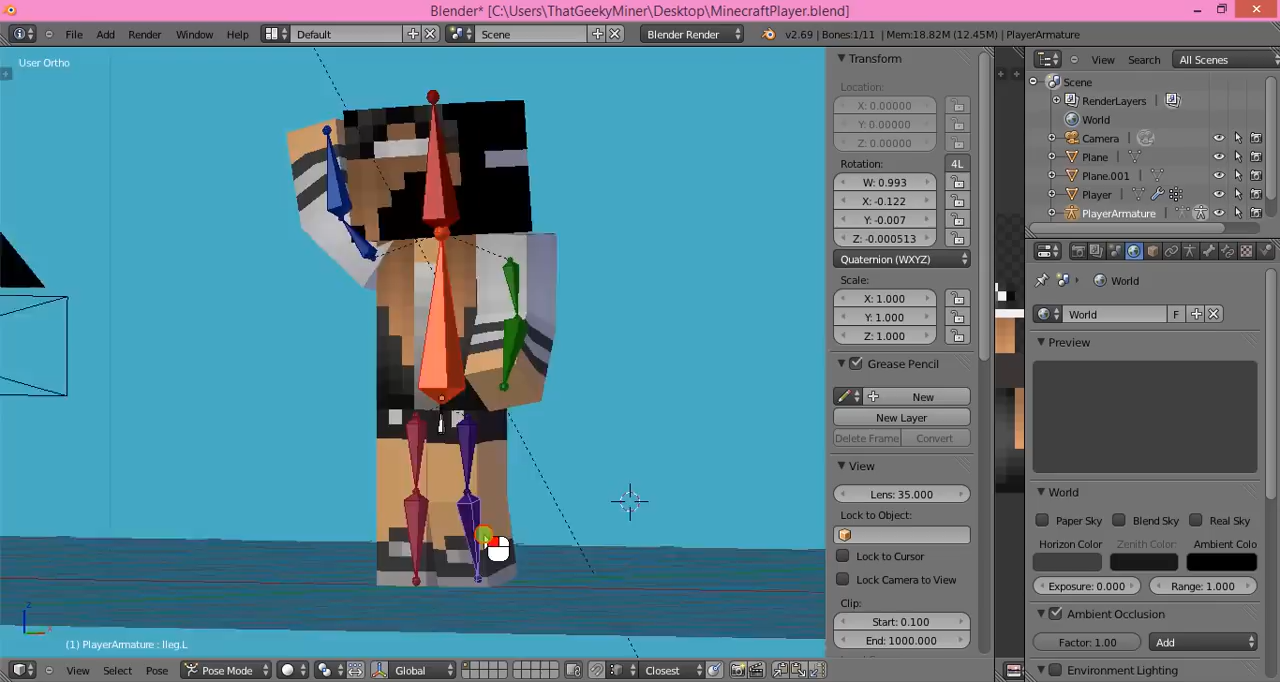 Blender* [C:\Users\ThatGeekyMiner\Desktop\MinecraftPlayer.blend]
File Add Render Window Help Default Scene Blender Render v2.69 | Bones:1/11 | Mem:18.82M (12.45M) | PlayerArmature
User Ortho
Transform
Location:
X: 0.00000
Y: 0.00000
Z: 0.00000
Rotation: 4L
W: 0.993
X: -0.122
Y: -0.007
Z: -0.000513
Quaternion (WXYZ)
Scale:
X: 1.000
Y: 1.000
Z: 1.000
Grease Pencil
New
New Layer
Delete Frame Convert
View
Lens: 35.000
Lock to Object:
Lock to Cursor
Lock Camera to View
Clip:
Start: 0.100
End: 1000.000
View Search All Scenes
Scene
RenderLayers
World
Camera
Plane
Plane.001
Player
PlayerArmature
World
World F
Preview
World
Paper Sky Blend Sky Real Sky
Horizon Color Zenith Color: Ambient Colo
Exposure: 0.000 Range: 1.000
Ambient Occlusion
Factor: 1.00 Add
Environment Lighting
(1) PlayerArmature : lleg.L
View Select Pose Pose Mode Global Closest